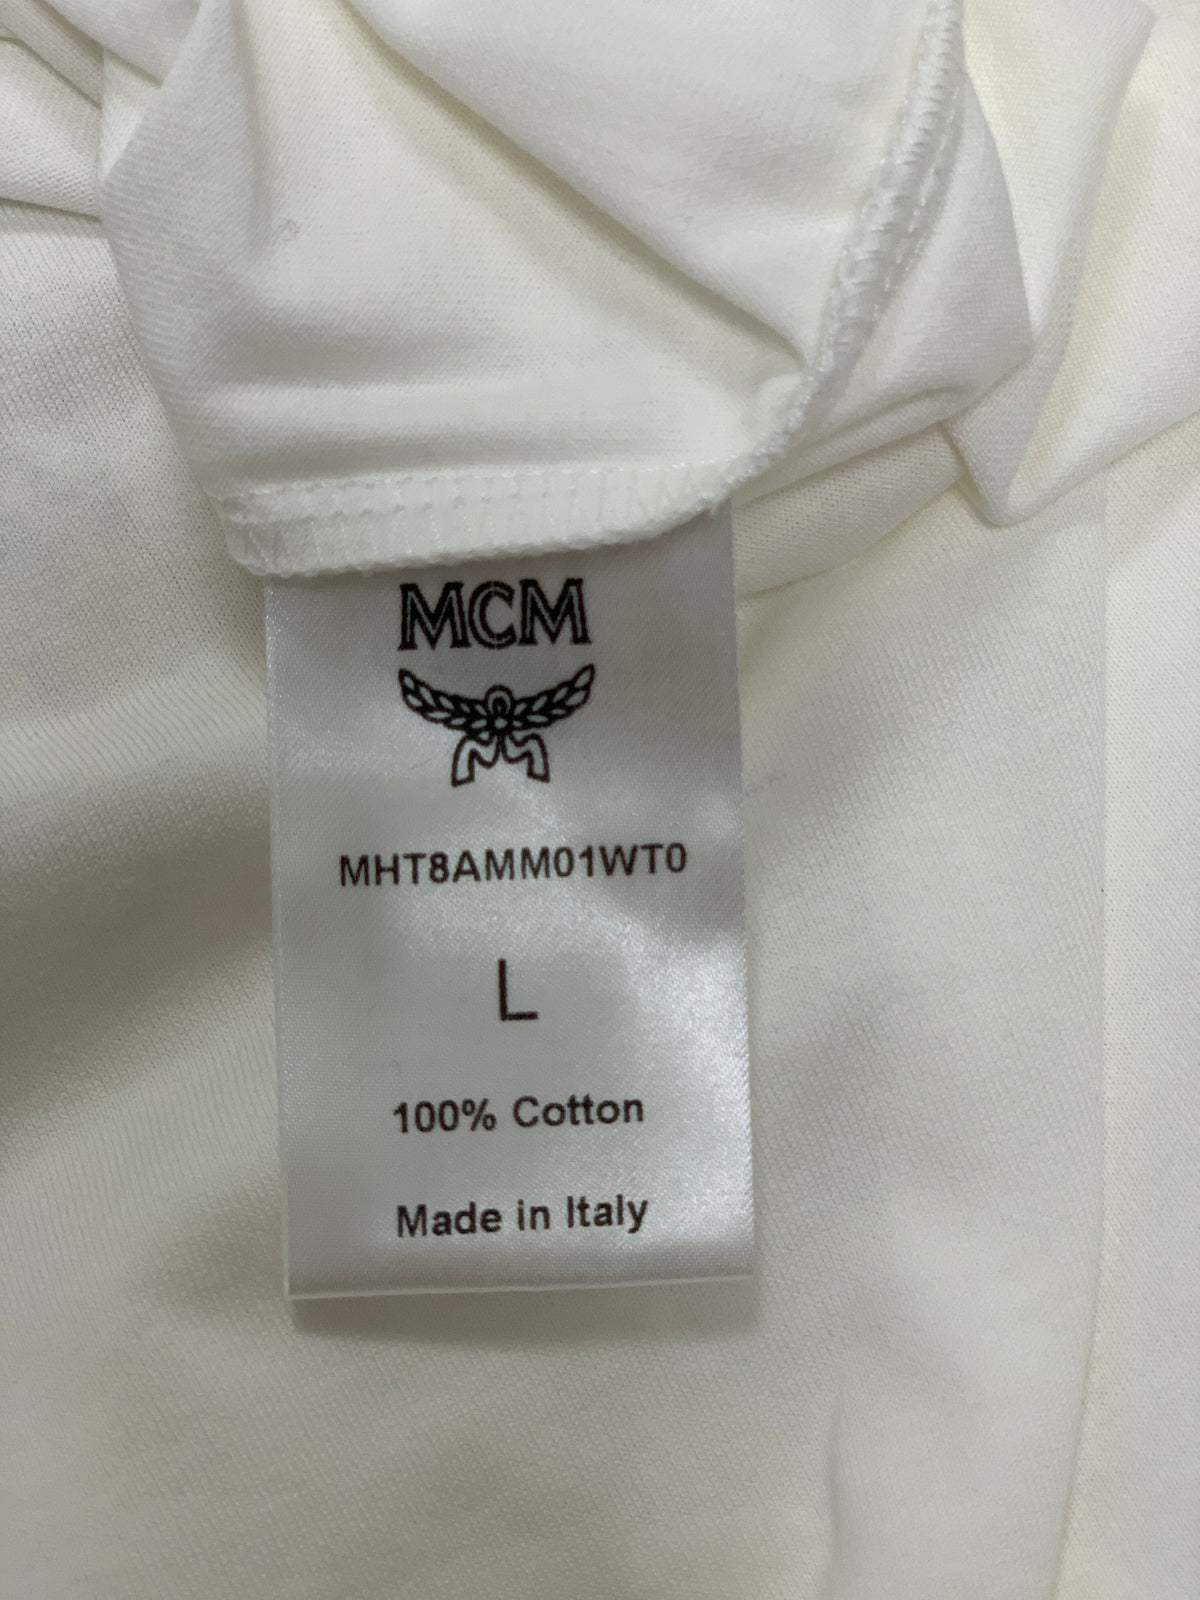 MCM
MHT8AMM01WT0
L
100% Cotton
Made in Italy